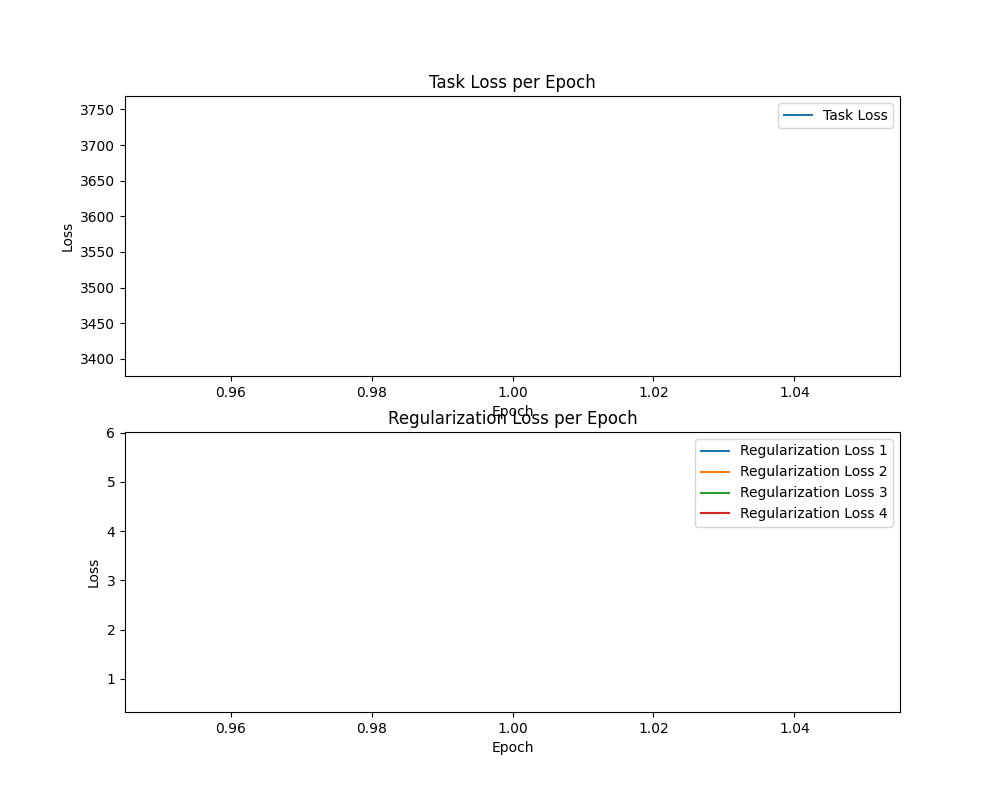 Task Loss per Epoch
Task Loss
3750
3700
3650
3600
3550
3500
3450
3400
Loss
0.96 0.98 1.00 1.02 1.04
Epoch
Regularization Loss per Epoch
Regularization Loss 1
Regularization Loss 2
Regularization Loss 3
Regularization Loss 4
6
5
4
3
2
1
Loss
0.96 0.98 1.00 1.02 1.04
Epoch